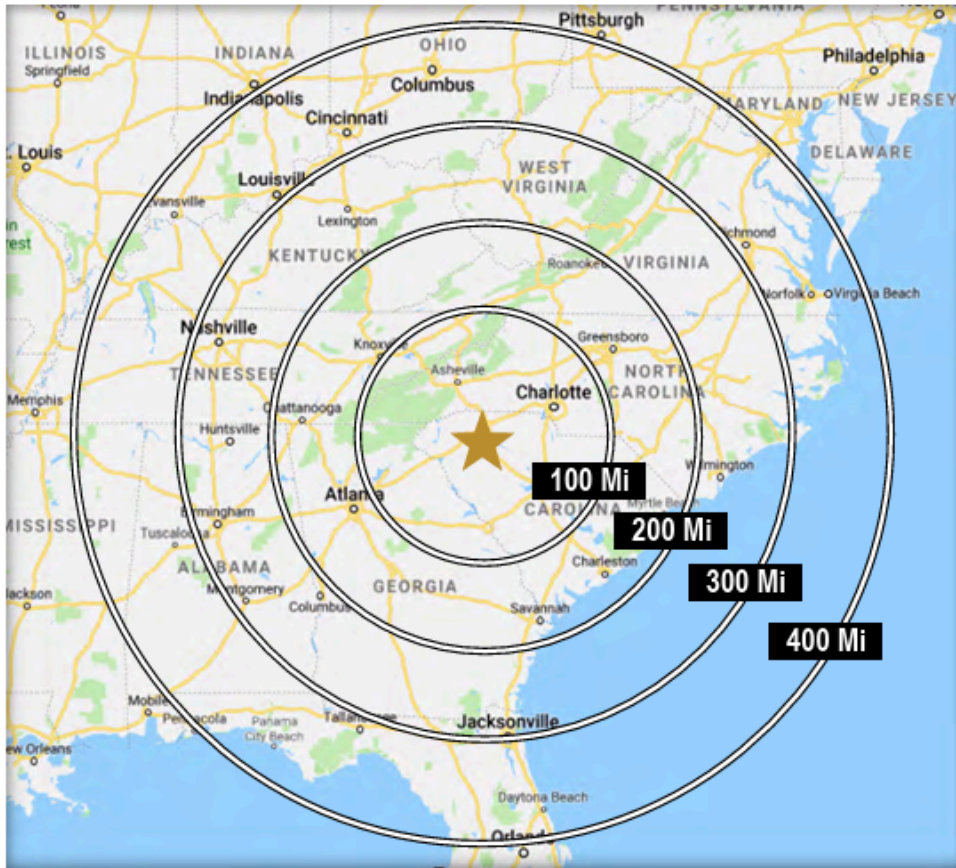 Pittsburgh
PENNSYLVANIA
ILLINOIS
INDIANA
OHIO
Springfield
Columbus
Philadelphia
Indianapolis
MARYLAND
NEW JERSEY
Cincinnati
. Louis
DELAWARE
WEST
VIRGINIA
Louisville
Evansville
Lexington
Richmond
KENTUCKY
Roanoke
VIRGINIA
Norfolk
Virginia Beach
Nashville
Greensboro
Knoxville
TENNESSEE
Asheville
NORTH
CAROLINA
Charlotte
Memphis
Chattanooga
Huntsville
Wilmington
100 Mi
Atlanta
CAROLINA
Myrtle Beach
MISSISSIPPI
Birmingham
200 Mi
Tuscaloosa
Charleston
ALABAMA
300 Mi
GEORGIA
Montgomery
Jackson
Columbus
Savannah
400 Mi
Mobile
Pensacola
Tallahassee
Jacksonville
Panama
City Beach
ew Orleans
Daytona Beach
Orlando